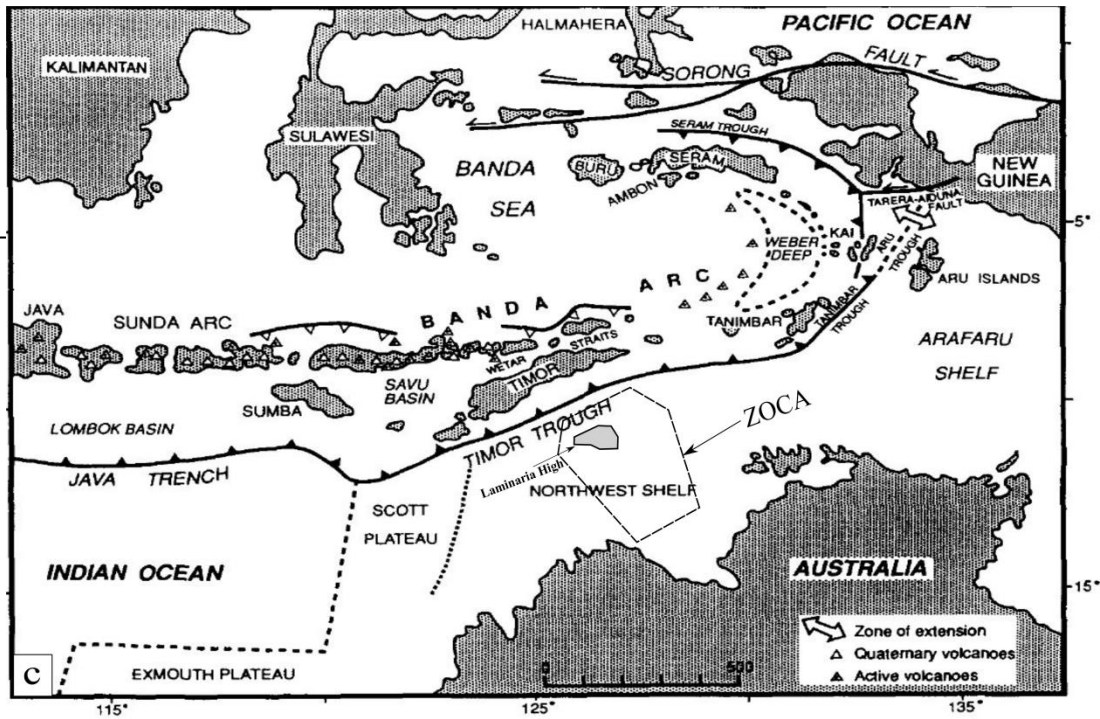 HALMAHERA
PACIFIC OCEAN
KALIMANTAN
SORONG
FAULT
SULAWESI
SERAM TROUGH
BANDA
SEA
BURU
SERAM
AMBON
NEW
GUINEA
TARERA-AIDUNA
FAULT
5°
WEBER
DEEP
KAI
ARU
TROUGH
ARU ISLANDS
JAVA
SUNDA ARC
BANDA
ARC
TANIMBAR
TANIMBAR
TROUGH
WETAR
STRAITS
TIMOR
ARAFARU
SHELF
SAVU
BASIN
SUMBA
LOMBOK BASIN
TIMOR TROUGH
ZOCA
JAVA TRENCH
Laminaria High
NORTHWEST SHELF
SCOTT
PLATEAU
INDIAN OCEAN
AUSTRALIA
15°
Zone of extension
Quaternary volcanoes
Active volcanoes
0 500
C
EXMOUTH PLATEAU
115° 125° 135°